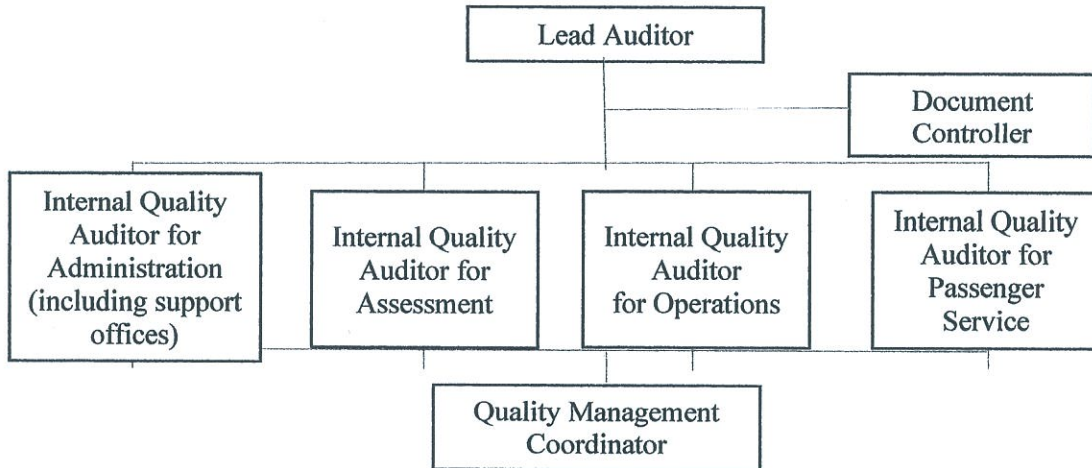 Lead Auditor
Document
Controller
Internal Quality
Auditor for
Administration
(including support
offices)
Internal Quality
Auditor for
Assessment
Internal Quality
Auditor
for Operations
Internal Quality
Auditor for
Passenger
Service
Quality Management
Coordinator